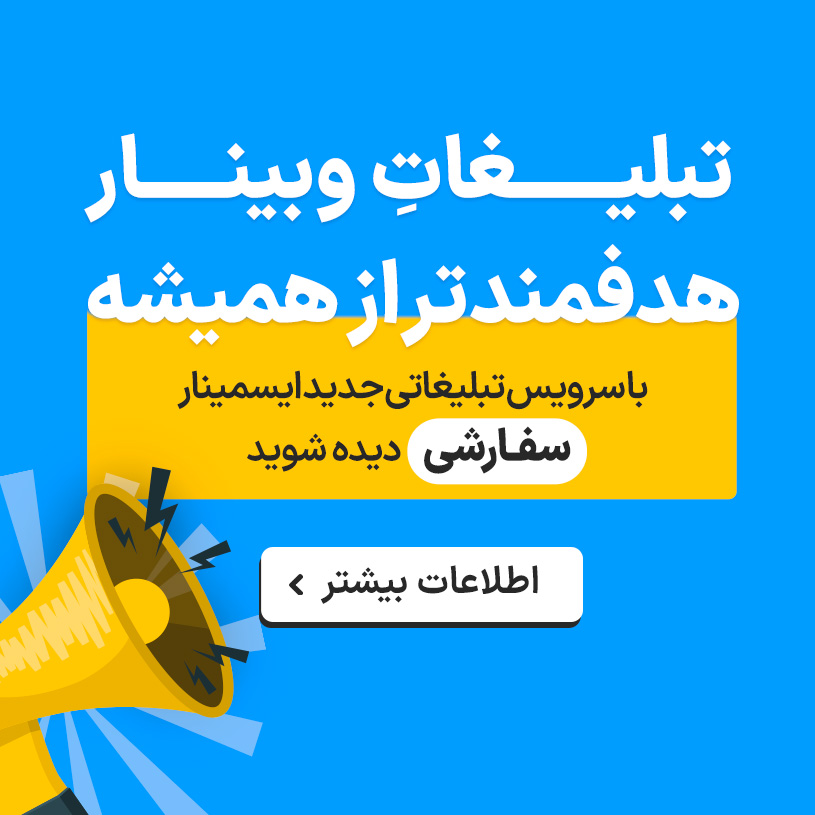 تبلیغاتِ وبینار
هدفمندتر از همیشه
با سرویس تبلیغاتی جدید ایسمینار
سفارشی دیده شوید
اطلاعات بیشتر